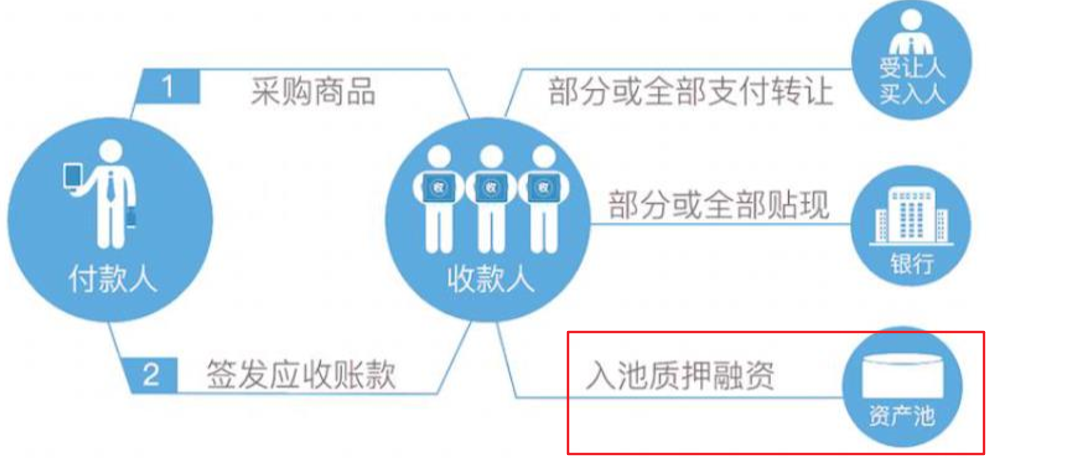 1
采购商品
部分或全部支付转让
受让人
买入人
付款人
收 收 收
收款人
部分或全部贴现
银行
2
签发应收账款
入池质押融资
资产池